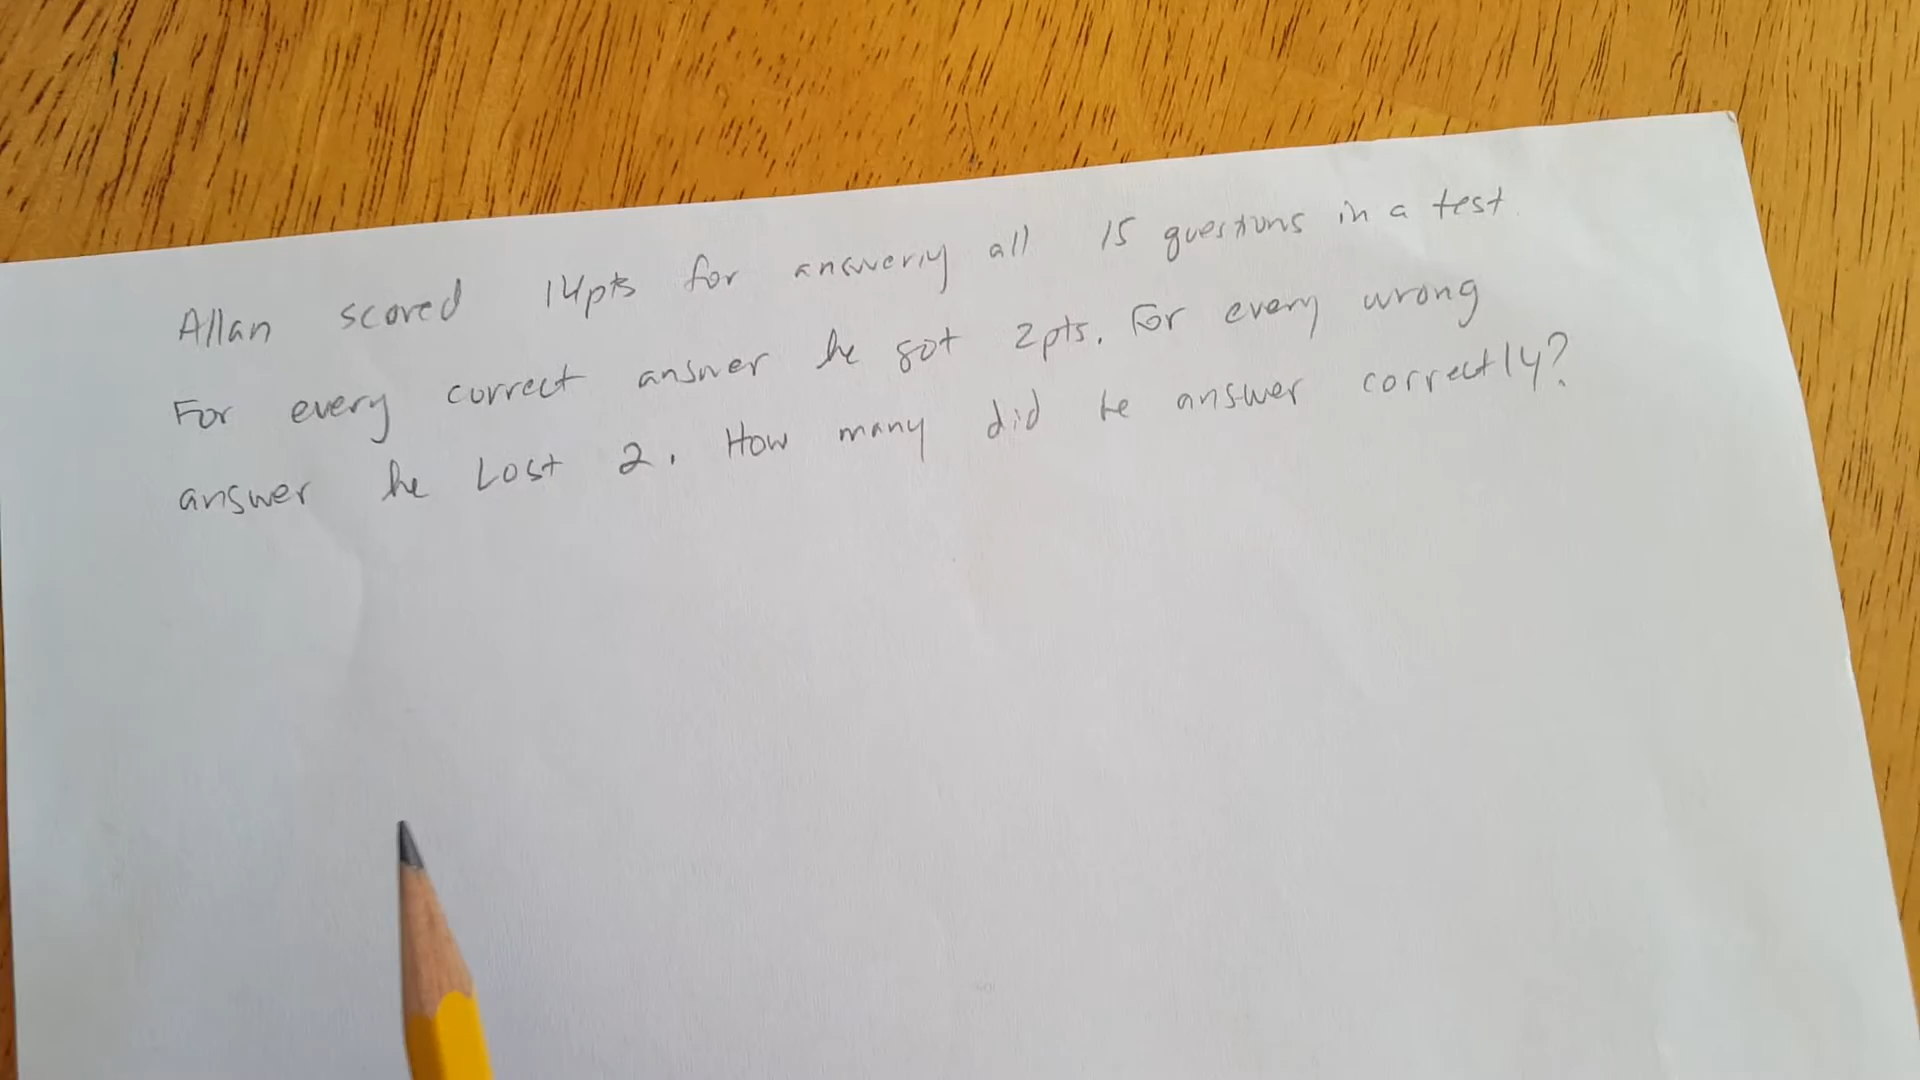 Allan scored 14pts for answering all 15 questions in a test.
For every correct answer he got 2pts. For every wrong
answer he Lost 2. How many did he answer correctly?